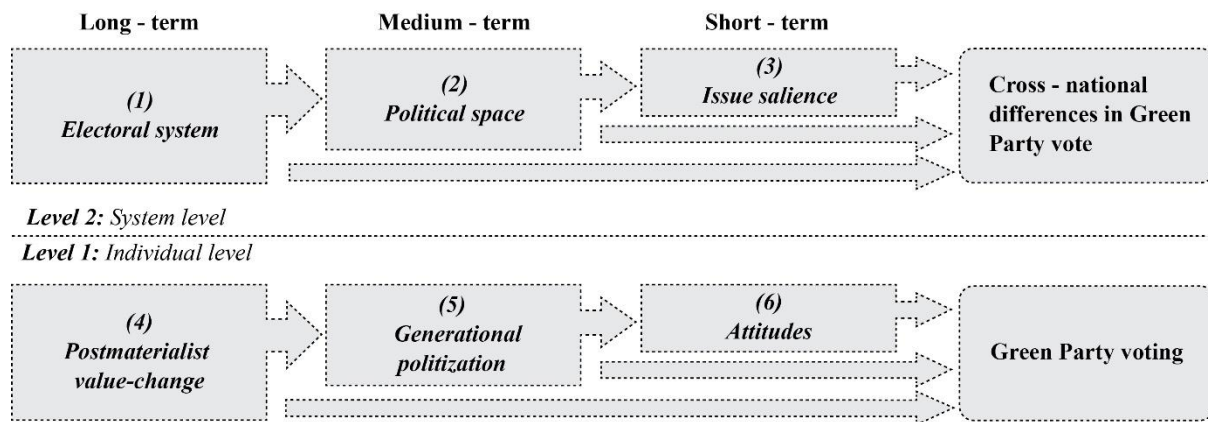 Long - term
Medium - term
Short - term
(1)
Electoral system
(2)
Political space
(3)
Issue salience
Cross - national
differences in Green
Party vote
Level 2: System level
Level 1: Individual level
(4)
Postmaterialist
value-change
(5)
Generational
politization
(6)
Attitudes
Green Party voting